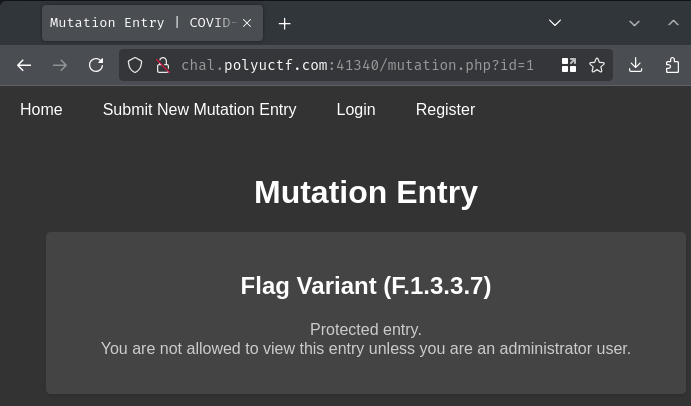 Mutation Entry | COVID-
chal.polyuctf.com:41340/mutation.php?id=1
Home Submit New Mutation Entry Login Register
Mutation Entry
Flag Variant (F.1.3.3.7)
Protected entry.
You are not allowed to view this entry unless you are an administrator user.